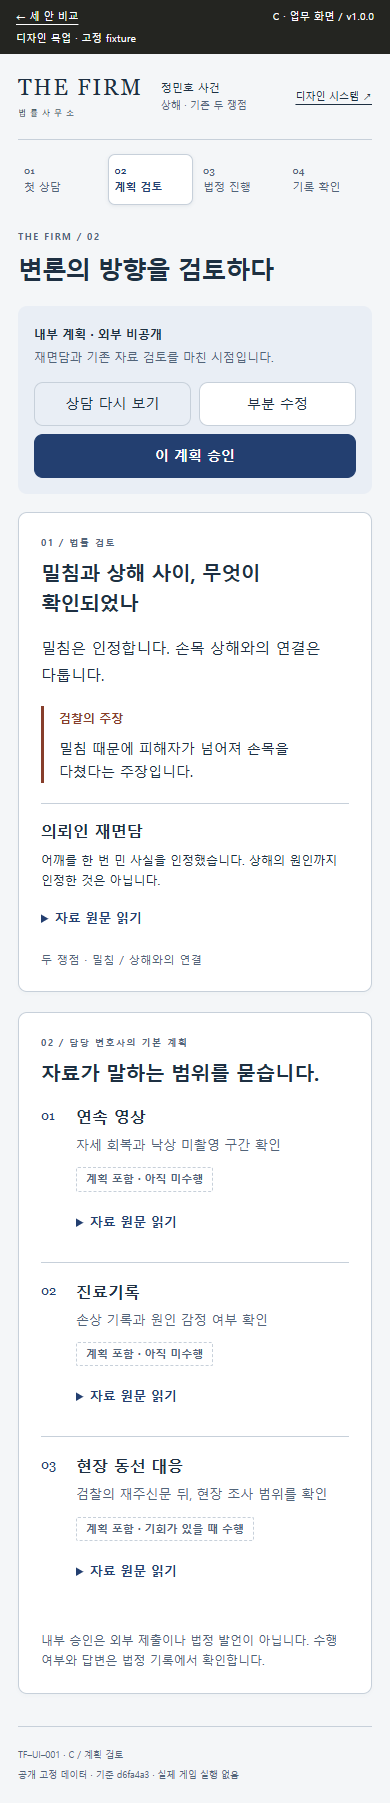 ← 세 안 비교
C · 업무 화면 / v1.0.0
디자인 목업 · 고정 fixture
THE FIRM
법률사무소
정민호 사건
상해 · 기존 두 쟁점
디자인 시스템 ↗
01
첫 상담
02
계획 검토
03
법정 진행
04
기록 확인
THE FIRM / 02
변론의 방향을 검토하다
내부 계획 · 외부 비공개
재면담과 기존 자료 검토를 마친 시점입니다.
상담 다시 보기
부분 수정
이 계획 승인
01 / 법률 검토
밀침과 상해 사이, 무엇이
확인되었나
밀침은 인정합니다. 손목 상해와의 연결은
다툽니다.
검찰의 주장
밀침 때문에 피해자가 넘어져 손목을
다쳤다는 주장입니다.
의뢰인 재면담
어깨를 한 번 민 사실을 인정했습니다. 상해의 원인까지
인정한 것은 아닙니다.
▶ 자료 원문 읽기
두 쟁점 · 밀침 / 상해와의 연결
02 / 담당 변호사의 기본 계획
자료가 말하는 범위를 묻습니다.
01 연속 영상
자세 회복과 낙상 미촬영 구간 확인
계획 포함 · 아직 미수행
▶ 자료 원문 읽기
02 진료기록
손상 기록과 원인 감정 여부 확인
계획 포함 · 아직 미수행
▶ 자료 원문 읽기
03 현장 동선 대응
검찰의 재주신문 뒤, 현장 조사 범위를 확인
계획 포함 · 기회가 있을 때 수행
▶ 자료 원문 읽기
내부 승인은 외부 제출이나 법정 발언이 아닙니다. 수행
여부와 답변은 법정 기록에서 확인합니다.
TF-UI-001 · C / 계획 검토
공개 고정 데이터 · 기준 d6fa4a3 · 실제 게임 실행 없음